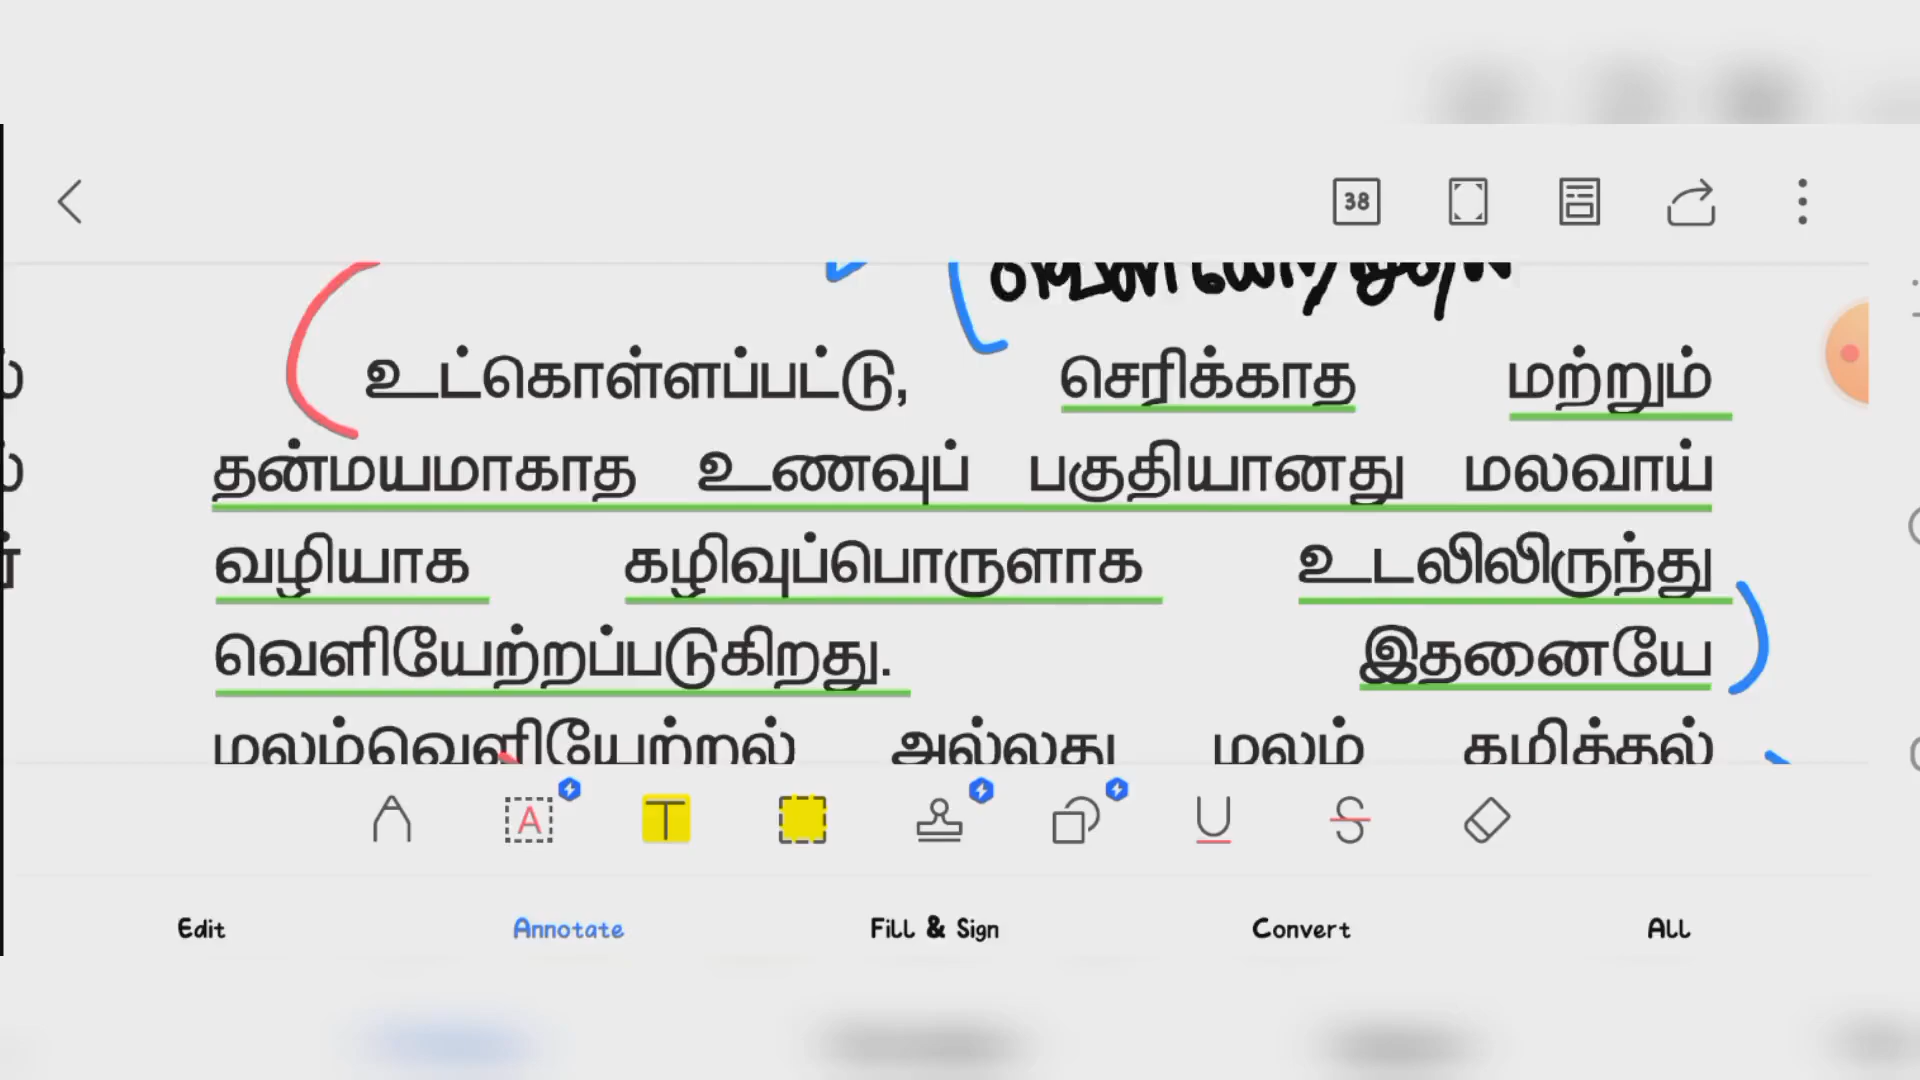 38
உட்கொள்ளப்பட்டு, செரிக்காத மற்றும்
தன்மயமாகாத உணவுப் பகுதியானது மலவாய்
வழியாக கழிவுப்பொருளாக உடலிலிருந்து
வெளியேற்றப்படுகிறது. இதனையே
மலம்வெளியேற்றல் அல்லது மலம் கழித்தல்
Edit Annotate Fill & Sign Convert All